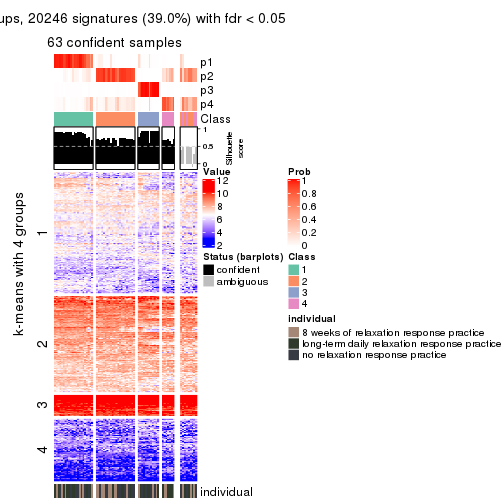 ups, 20246 signatures (39.0%) with fdr < 0.05
63 confident samples
p1
p2
p3
p4
Class
1
0.5
0
Silhouette
score
Value
12
10
8
6
4
2
Prob
1
0.8
0.6
0.4
0.2
0
Status (barplots)
confident
ambiguous
Class
1
2
3
4
individual
8 weeks of relaxation response practice
long-term daily relaxation response practice
no relaxation response practice
k-means with 4 groups
1
2
3
4
individual